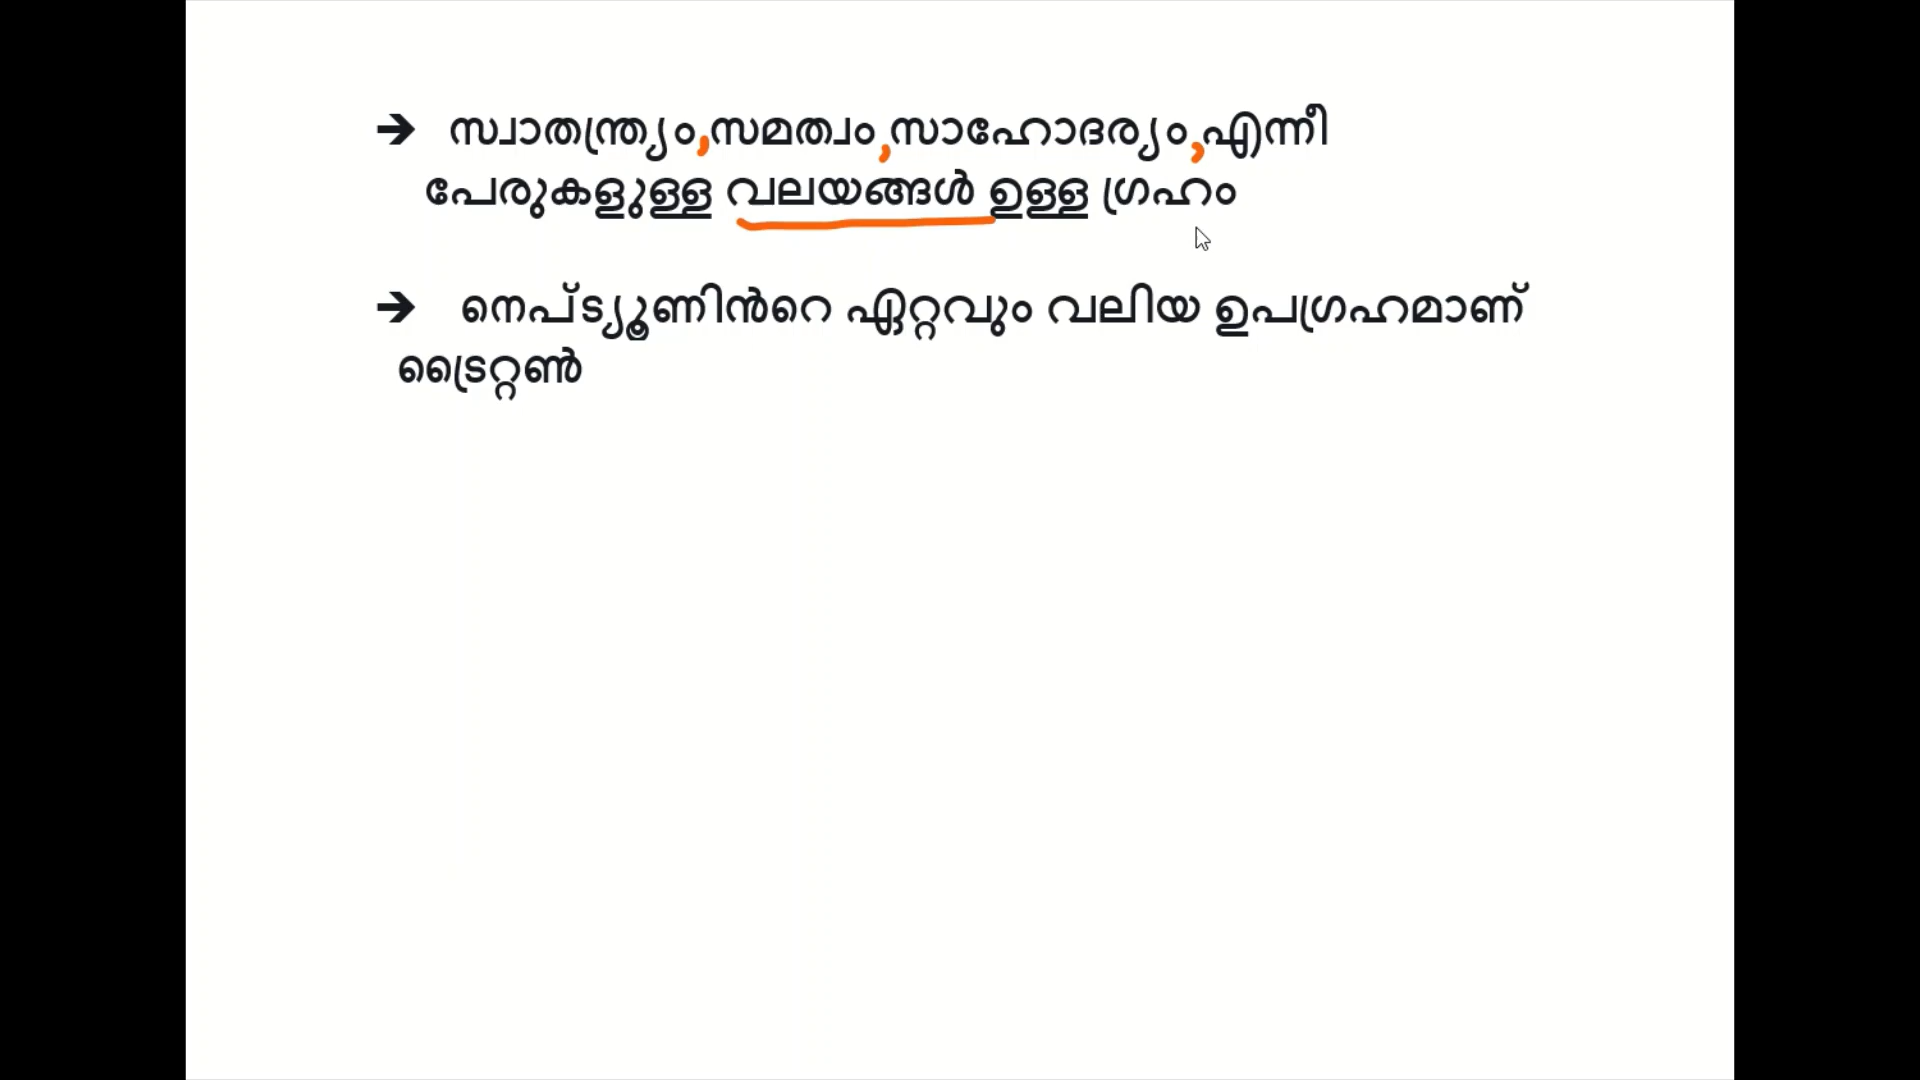 ➔ സ്വാതന്ത്ര്യം,സമത്വം,സാഹോദര്യം,എന്നീ
പേരുകളുള്ള വലയങ്ങൾ ഉള്ള ഗ്രഹം
➔ നെപ്ട്യൂണിൻറെ ഏറ്റവും വലിയ ഉപഗ്രഹമാണ്
ട്രൈറ്റൺ